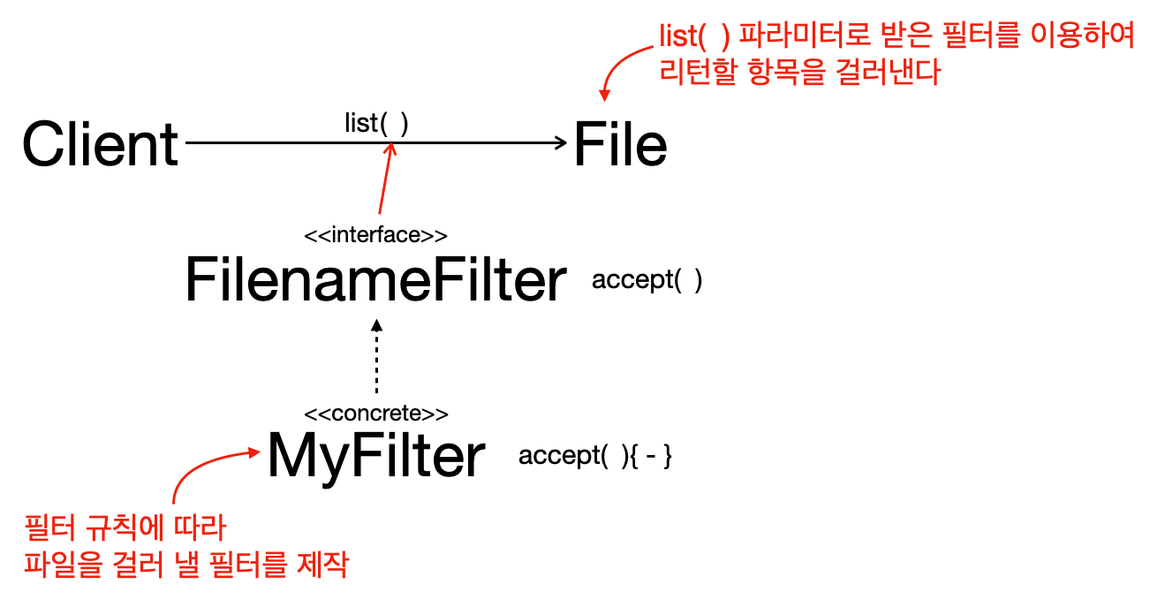 list( ) 파라미터로 받은 필터를 이용하여
리턴할 항목을 걸러낸다
list( )
Client
File
<<interface>>
FilenameFilter
accept( )
<<concrete>>
MyFilter
accept( ){ - }
필터 규칙에 따라
파일을 걸러 낼 필터를 제작